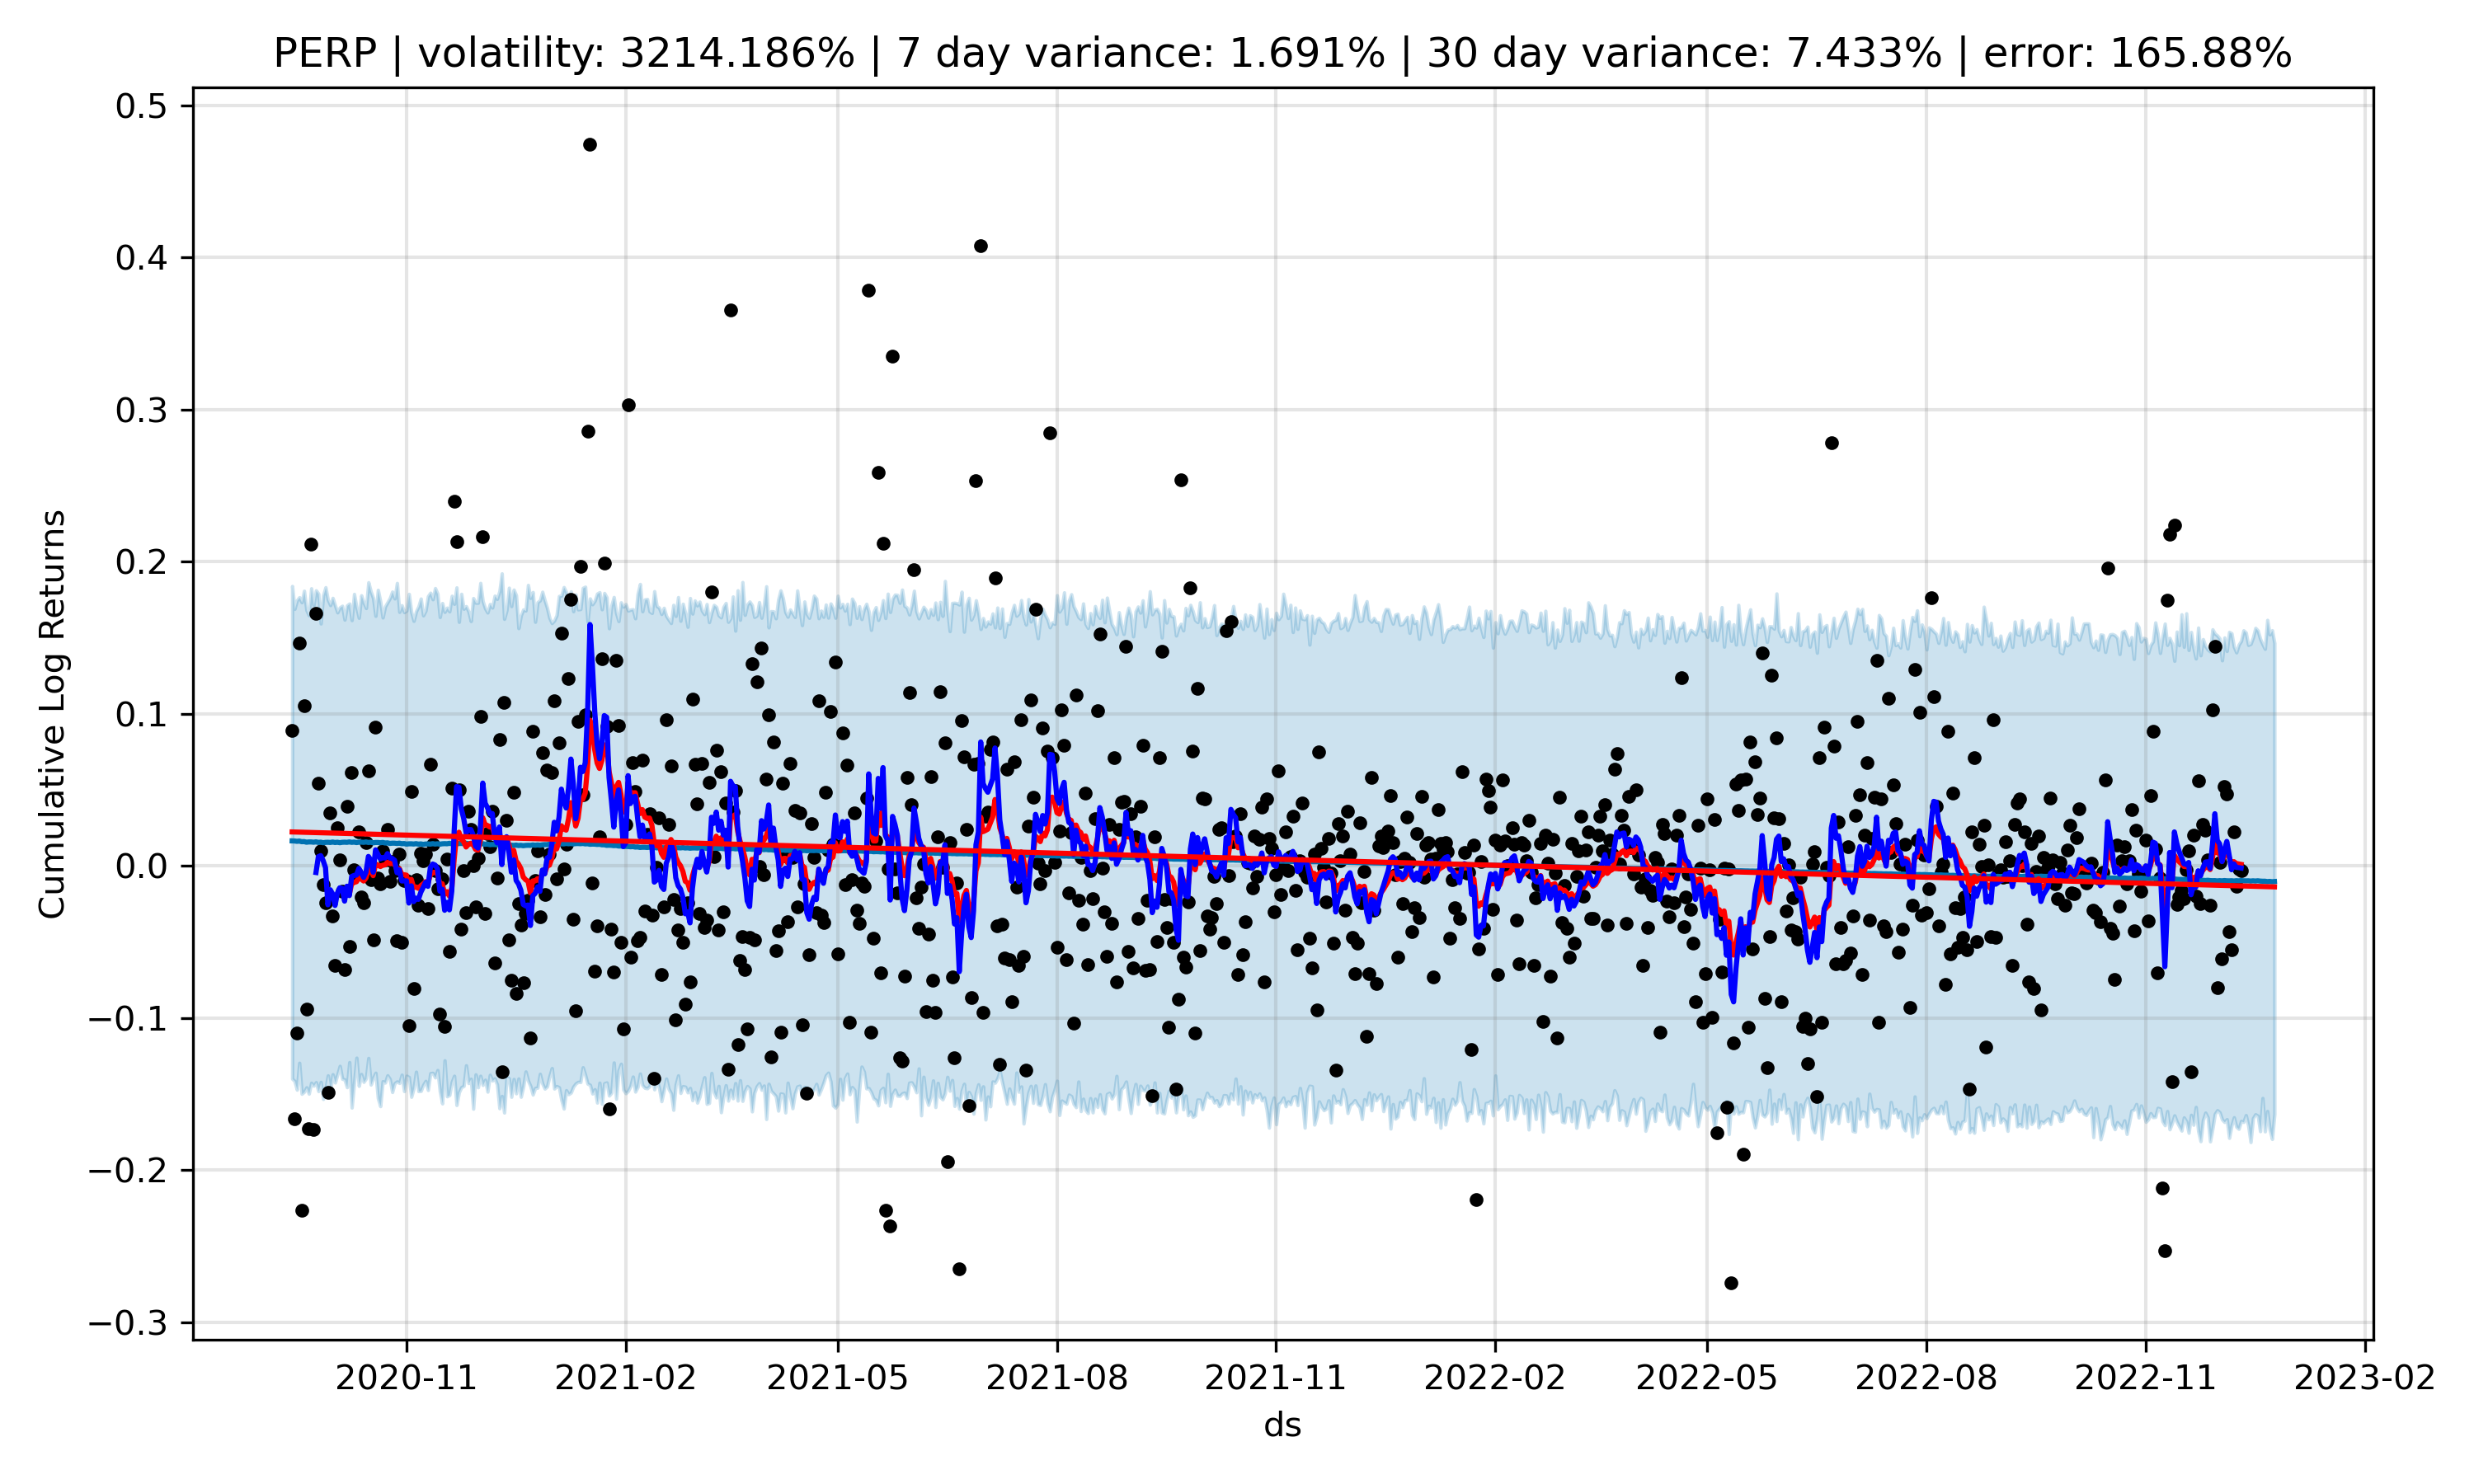 PERP | volatility: 3214.186% | 7 day variance: 1.691% | 30 day variance: 7.433% | error: 165.88%
0.5
0.4
0.3
0.2
0.1
0.0
−0.1
−0.2
−0.3
Cumulative Log Returns
2020-11 2021-02 2021-05 2021-08 2021-11 2022-02 2022-05 2022-08 2022-11 2023-02
ds